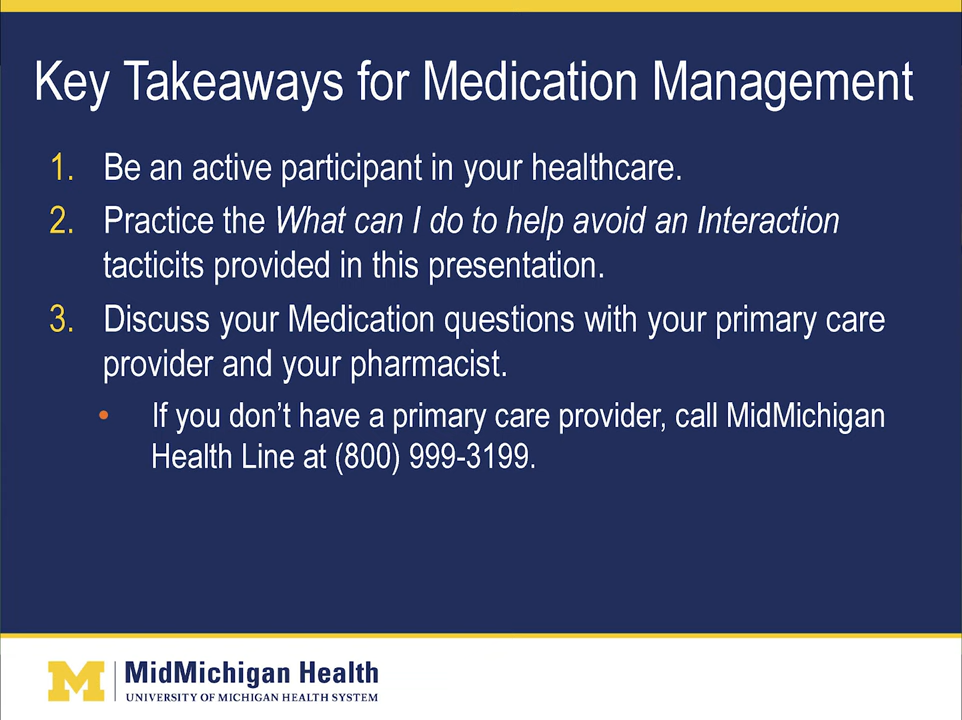 Key Takeaways for Medication Management
1. Be an active participant in your healthcare.
2. Practice the What can I do to help avoid an Interaction
tacticits provided in this presentation.
3. Discuss your Medication questions with your primary care
provider and your pharmacist.
• If you don't have a primary care provider, call MidMichigan
Health Line at (800) 999-3199.
M MidMichigan Health
UNIVERSITY OF MICHIGAN HEALTH SYSTEM